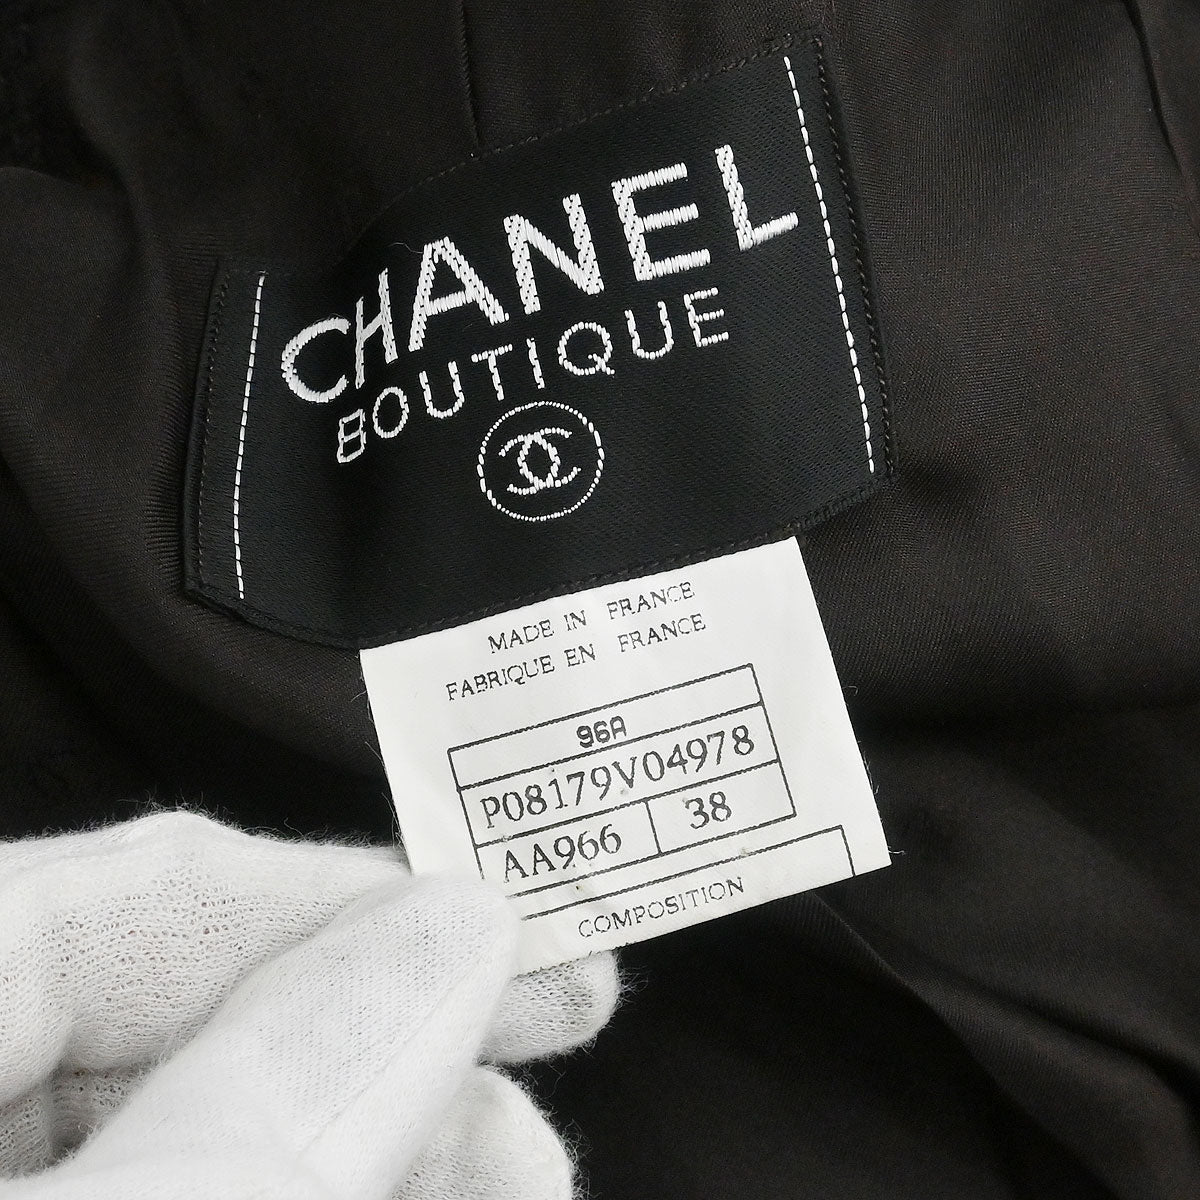 CHANEL
BOUTIQUE
MADE IN FRANCE
FABRIQUE EN FRANCE
96A
P08179V04978
AA966 38
COMPOSITION